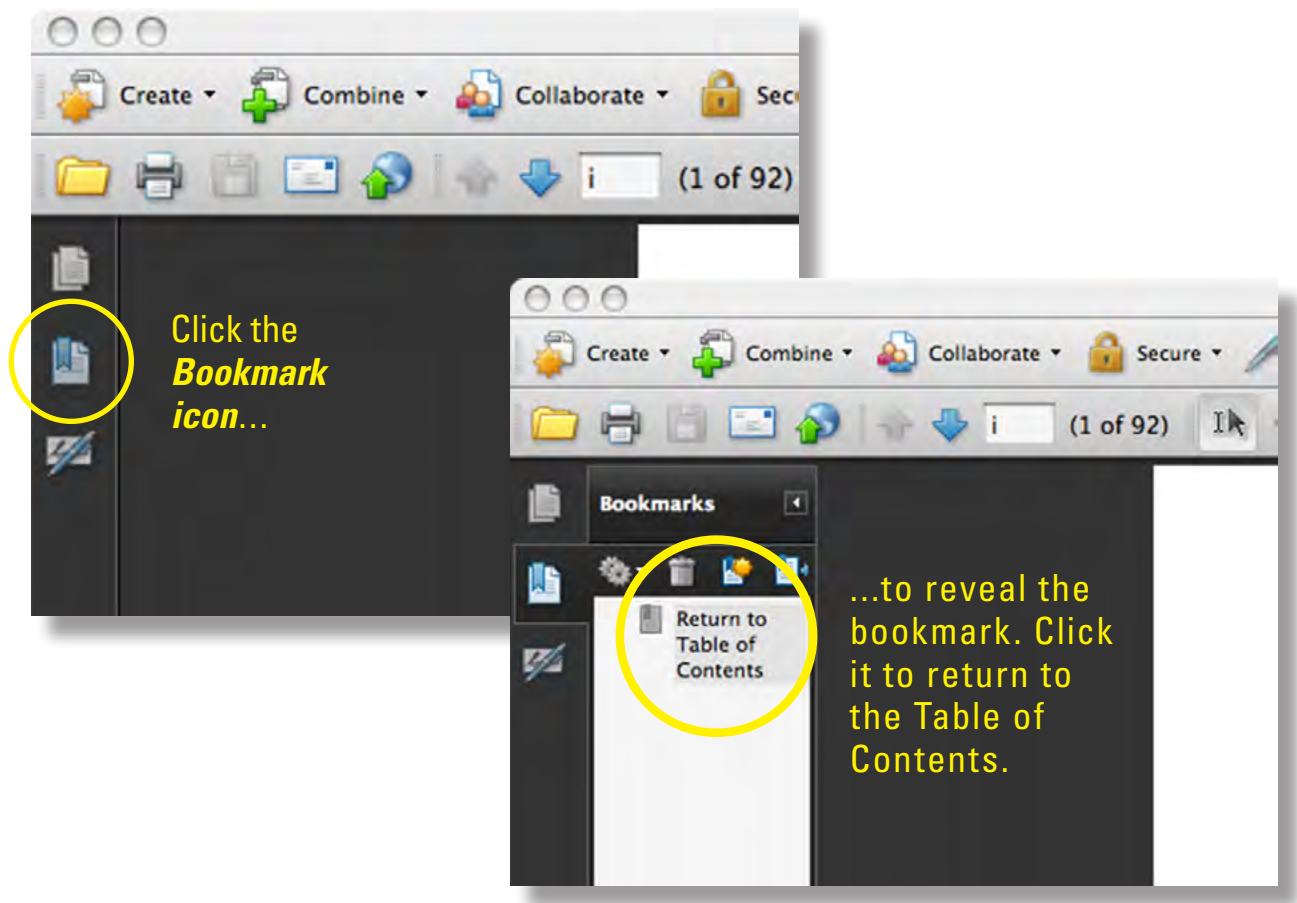 Create Combine Collaborate Sec
i (1 of 92)
Click the
Bookmark
icon...
Create Combine Collaborate Secure
i (1 of 92)
Bookmarks
Return to
Table of
Contents
...to reveal the
bookmark. Click
it to return to
the Table of
Contents.